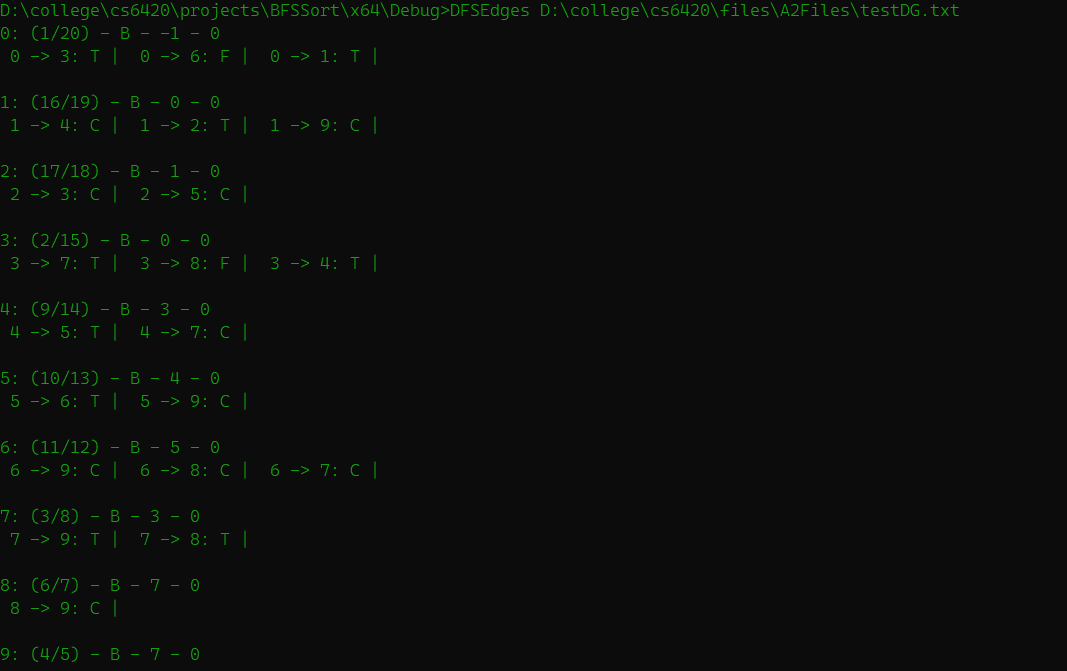 D:\college\cs6420\projects\BFSSort\x64\Debug>DFSEdges D:\college\cs6420\files\A2Files\testDG.txt
0: (1/20) - B - -1 - 0
 0 -> 3: T |  0 -> 6: F |  0 -> 1: T |
1: (16/19) - B - 0 - 0
 1 -> 4: C |  1 -> 2: T |  1 -> 9: C |
2: (17/18) - B - 1 - 0
 2 -> 3: C |  2 -> 5: C |
3: (2/15) - B - 0 - 0
 3 -> 7: T |  3 -> 8: F |  3 -> 4: T |
4: (9/14) - B - 3 - 0
 4 -> 5: T |  4 -> 7: C |
5: (10/13) - B - 4 - 0
 5 -> 6: T |  5 -> 9: C |
6: (11/12) - B - 5 - 0
 6 -> 9: C |  6 -> 8: C |  6 -> 7: C |
7: (3/8) - B - 3 - 0
 7 -> 9: T |  7 -> 8: T |
8: (6/7) - B - 7 - 0
 8 -> 9: C |
9: (4/5) - B - 7 - 0